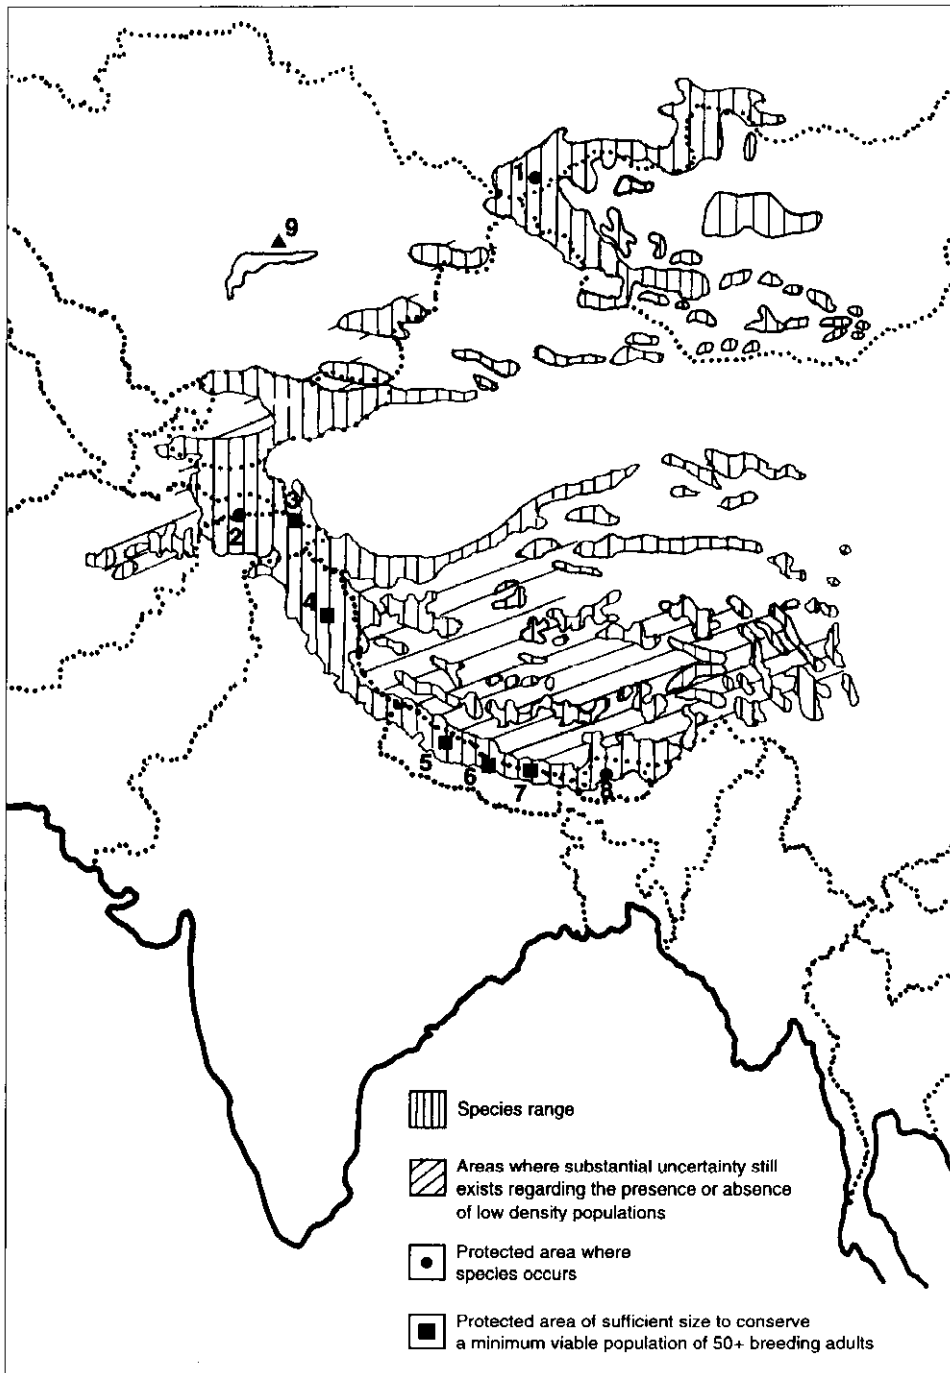 1
9
3
2
4
5
6
7
8
Species range
Areas where substantial uncertainty still
exists regarding the presence or absence
of low density populations
Protected area where
species occurs
Protected area of sufficient size to conserve
a minimum viable population of 50+ breeding adults